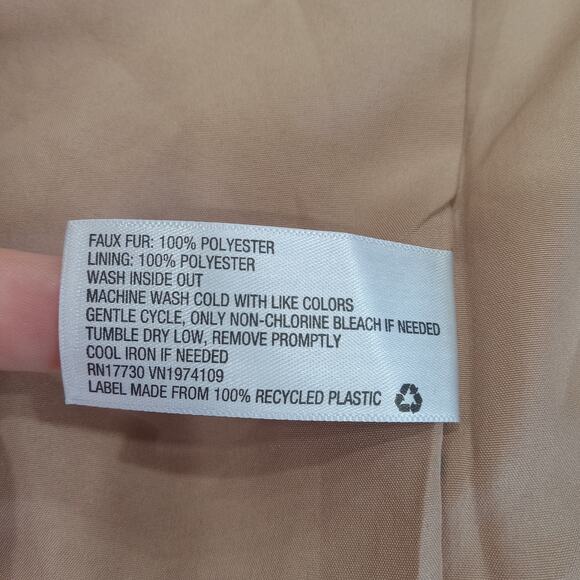 FAUX FUR: 100% POLYESTER
LINING: 100% POLYESTER
WASH INSIDE OUT
MACHINE WASH COLD WITH LIKE COLORS
GENTLE CYCLE, ONLY NON-CHLORINE BLEACH IF NEEDED
TUMBLE DRY LOW, REMOVE PROMPTLY
COOL IRON IF NEEDED
RN17730 VN1974109
LABEL MADE FROM 100% RECYCLED PLASTIC